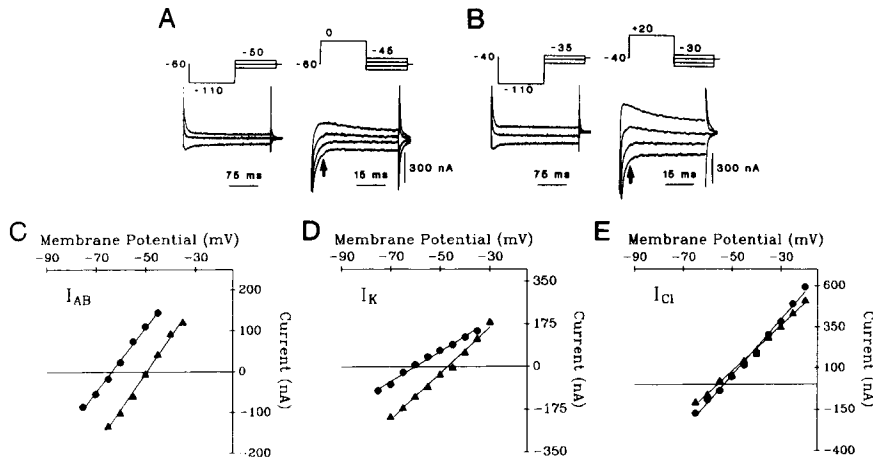 A
B
-50
0
-45
-60
-60
-110
-35
+20
-30
-40
-40
-110
75 ms
15 ms
300 nA
75 ms
15 ms
300 nA
C
D
E
Membrane Potential (mV)
Membrane Potential (mV)
Membrane Potential (mV)
-90 -70 -50 -30
-90 -70 -50 -30
-90 -70 -50 -30
I_AB
200
100
0
-100
-200
Current (nA)
I_K
350
175
0
-175
-350
Current (nA)
I_Cl
600
350
100
-150
-400
Current (nA)